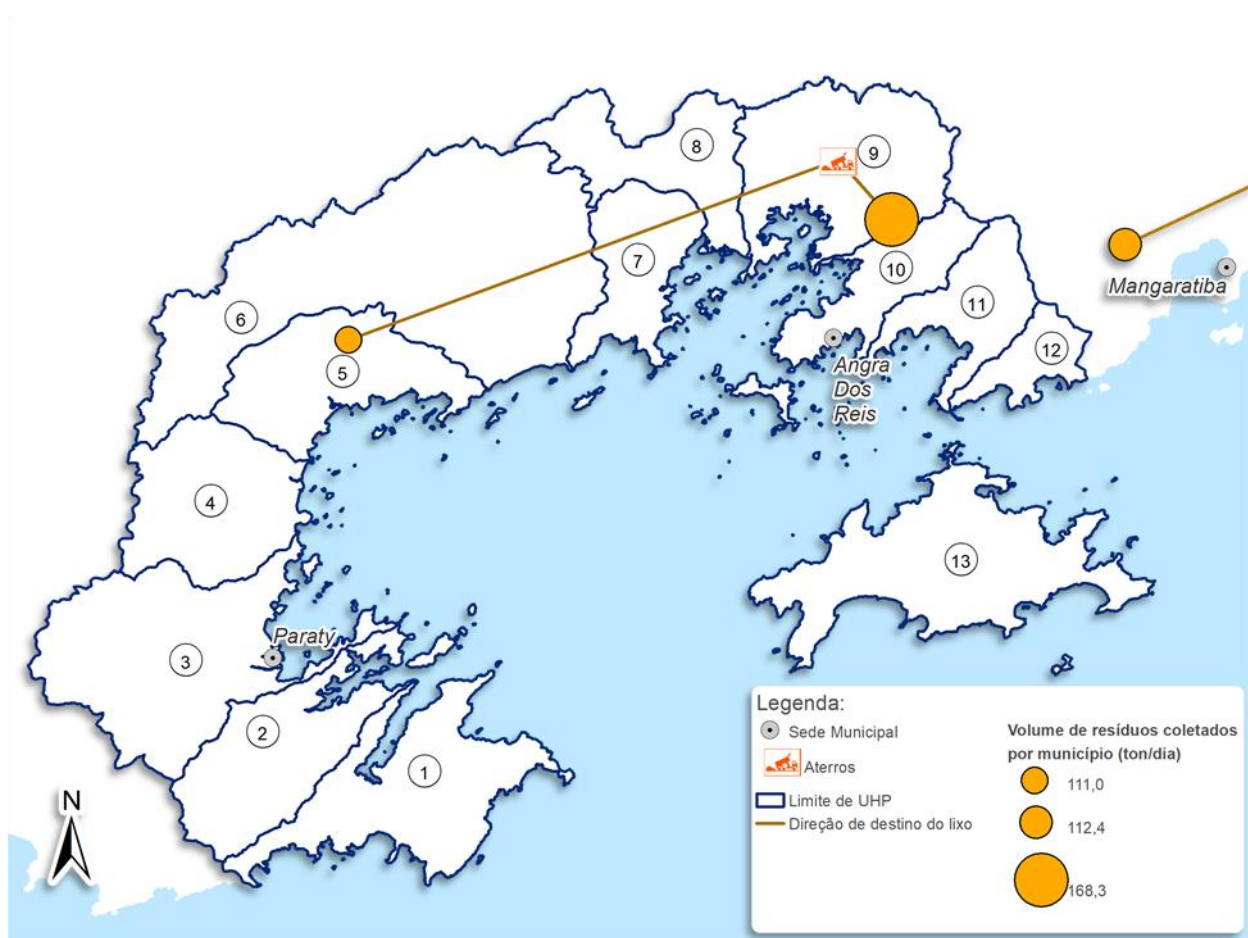 8
9
7
10
6
11
Mangaratiba
5
12
Angra
Dos
Reis
4
13
Paratý
3
2
1
N
Legenda:
Sede Municipal
Aterros
Limite de UHP
Direção de destino do lixo
Volume de resíduos coletados
por município (ton/dia)
111,0
112,4
168,3